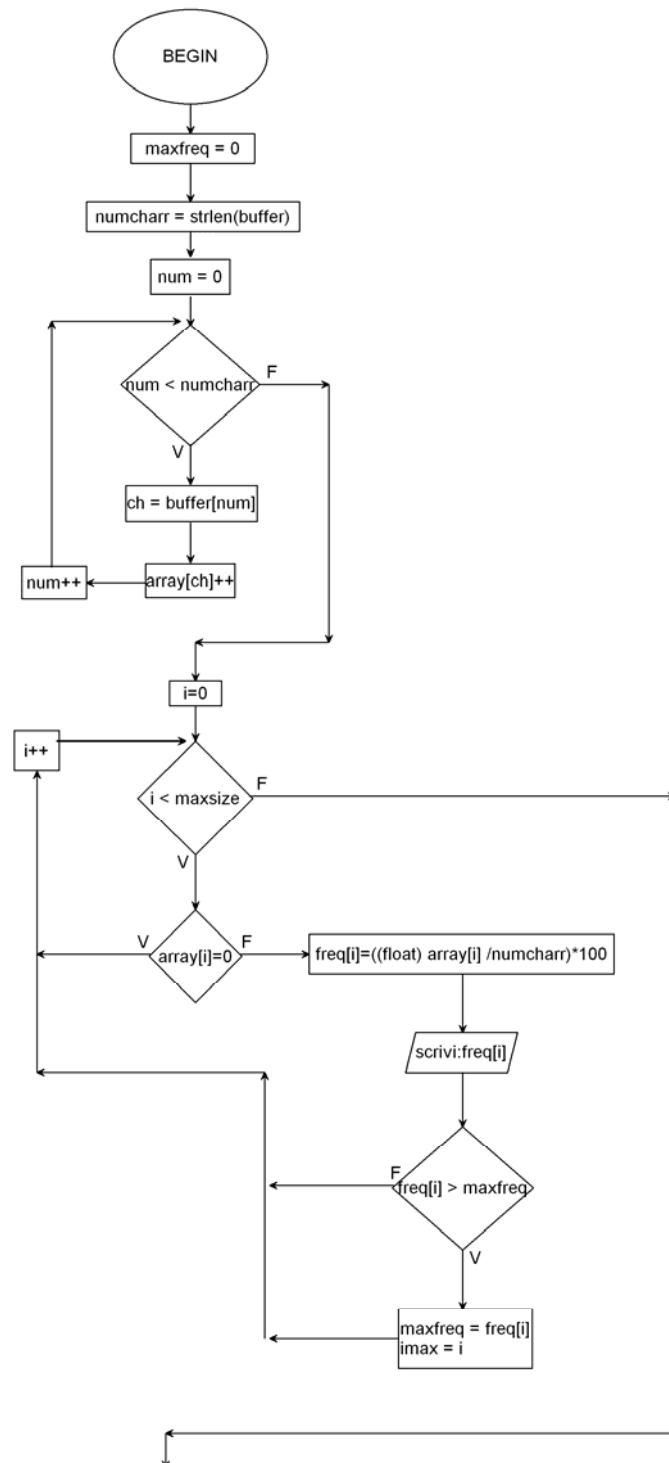 BEGIN
maxfreq = 0
numcharr = strlen(buffer)
num = 0
num < numcharr
F
V
ch = buffer[num]
array[ch]++
num++
i=0
i++
i < maxsize
F
V
array[i]=0
V
F
freq[i]=((float) array[i] /numcharr)*100
scrivi:freq[i]
freq[i] > maxfreq
F
V
maxfreq = freq[i]
imax = i